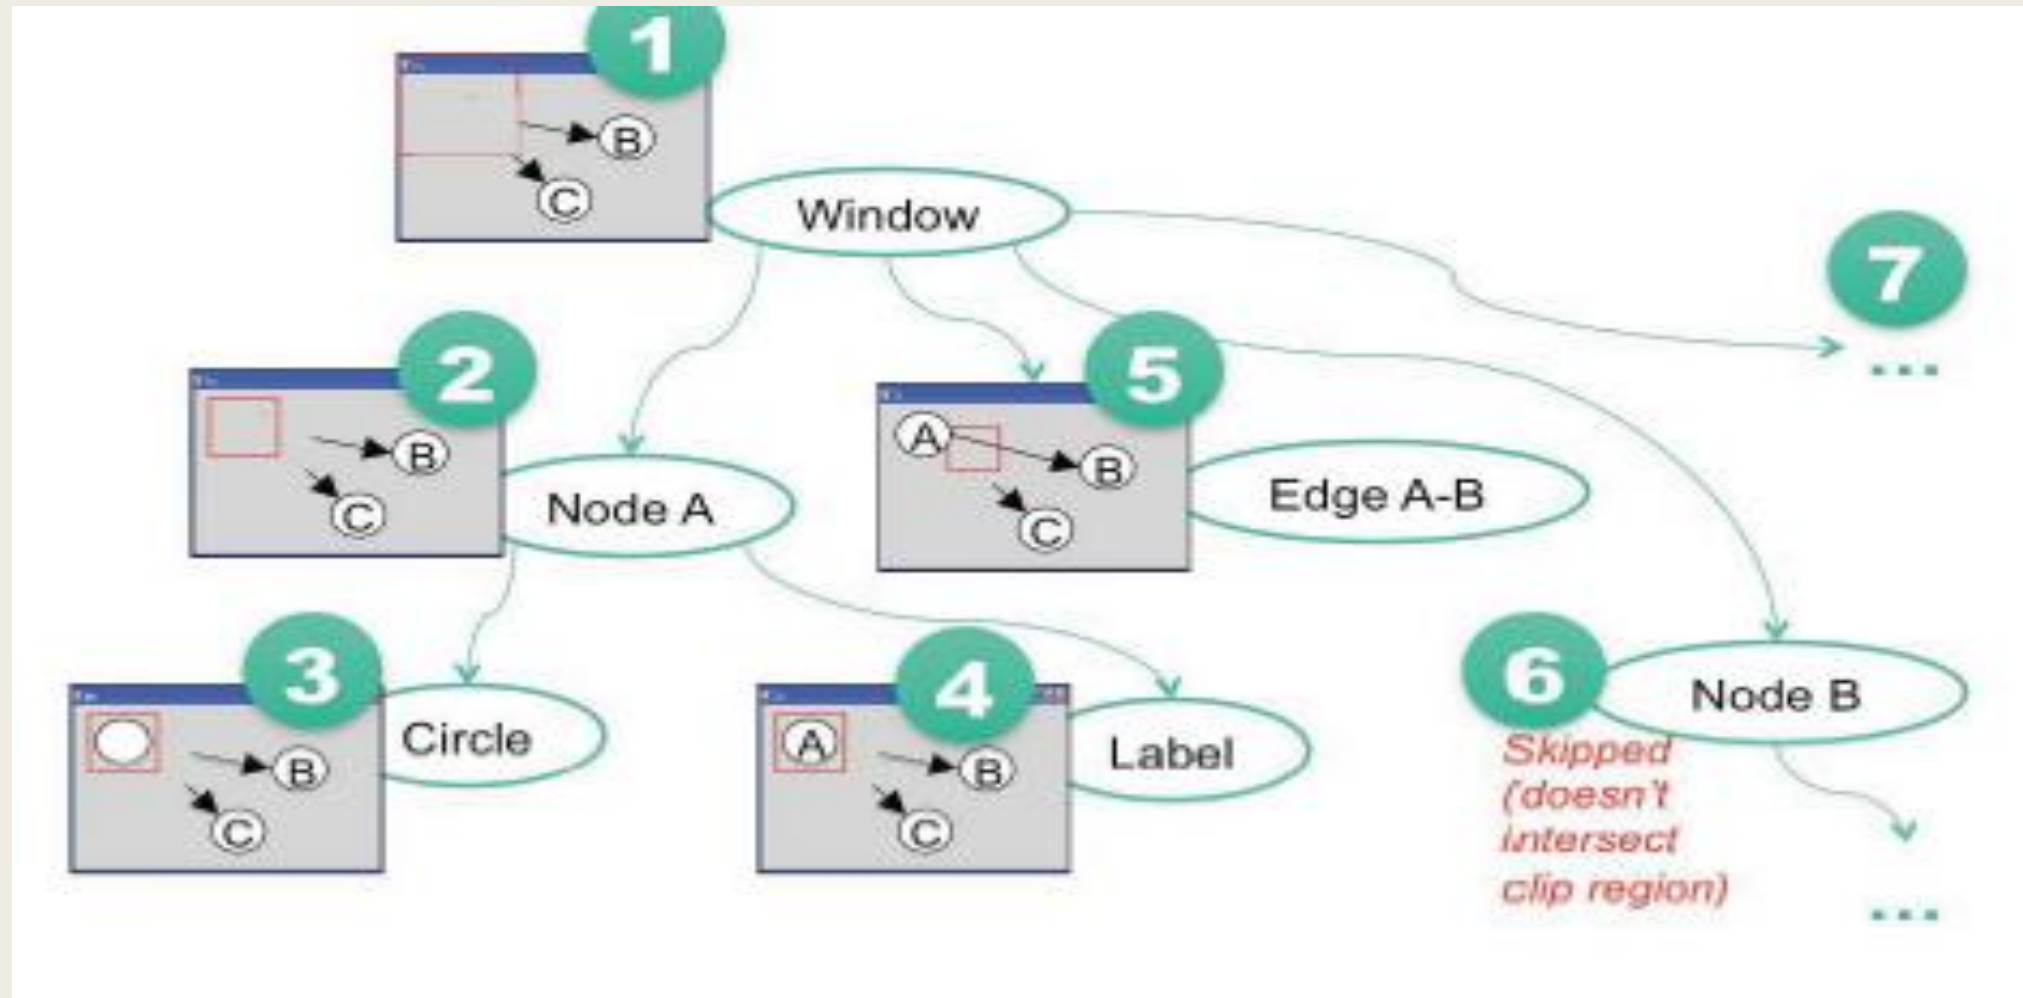 1
B
C
Window
7
...
2
B
C
Node A
5
A
B
C
Edge A-B
3
B
C
Circle
4
A
B
C
Label
6
Node B
Skipped
(doesn't
intersect
clip region)
...